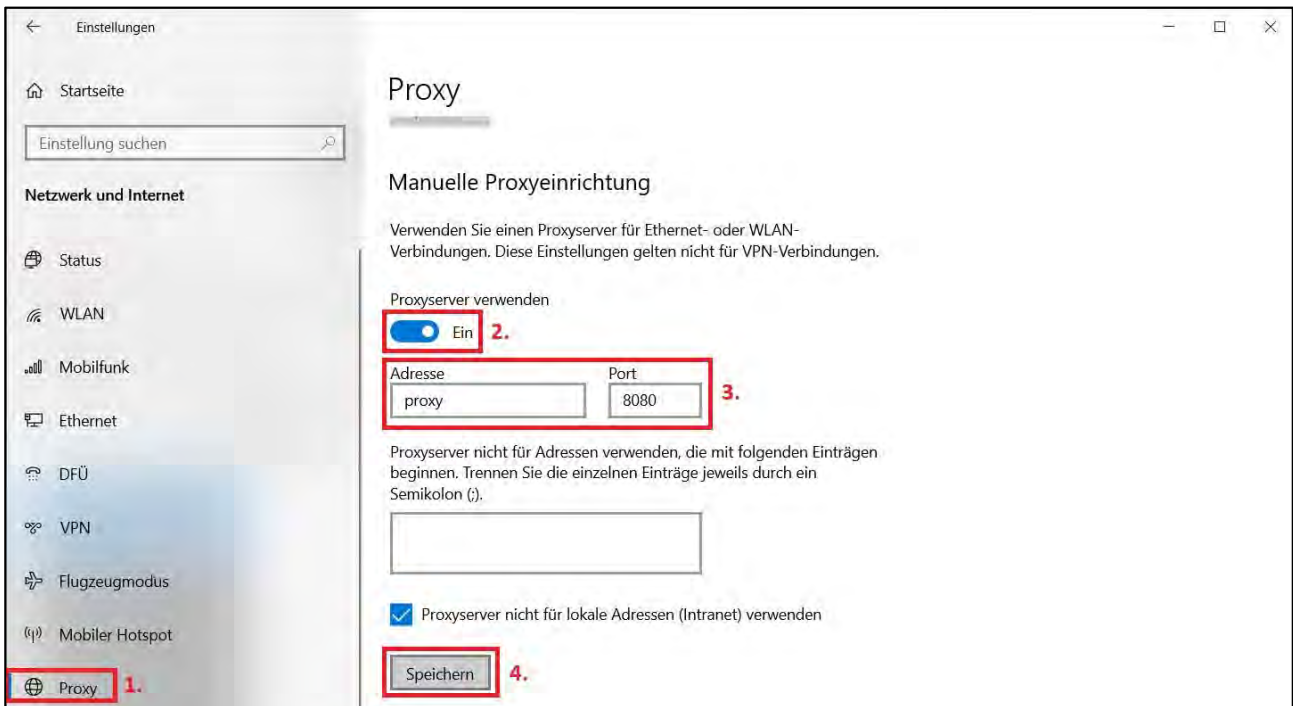 Einstellungen
Startseite
Einstellung suchen
Netzwerk und Internet
Status
WLAN
Mobilfunk
Ethernet
DFÜ
VPN
Flugzeugmodus
Mobiler Hotspot
Proxy 1.
Proxy
Manuelle Proxyeinrichtung
Verwenden Sie einen Proxyserver für Ethernet- oder WLAN-
Verbindungen. Diese Einstellungen gelten nicht für VPN-Verbindungen.
Proxyserver verwenden
Ein 2.
Adresse Port
proxy 8080 3.
Proxyserver nicht für Adressen verwenden, die mit folgenden Einträgen
beginnen. Trennen Sie die einzelnen Einträge jeweils durch ein
Semikolon (;).
Proxyserver nicht für lokale Adressen (Intranet) verwenden
Speichern 4.